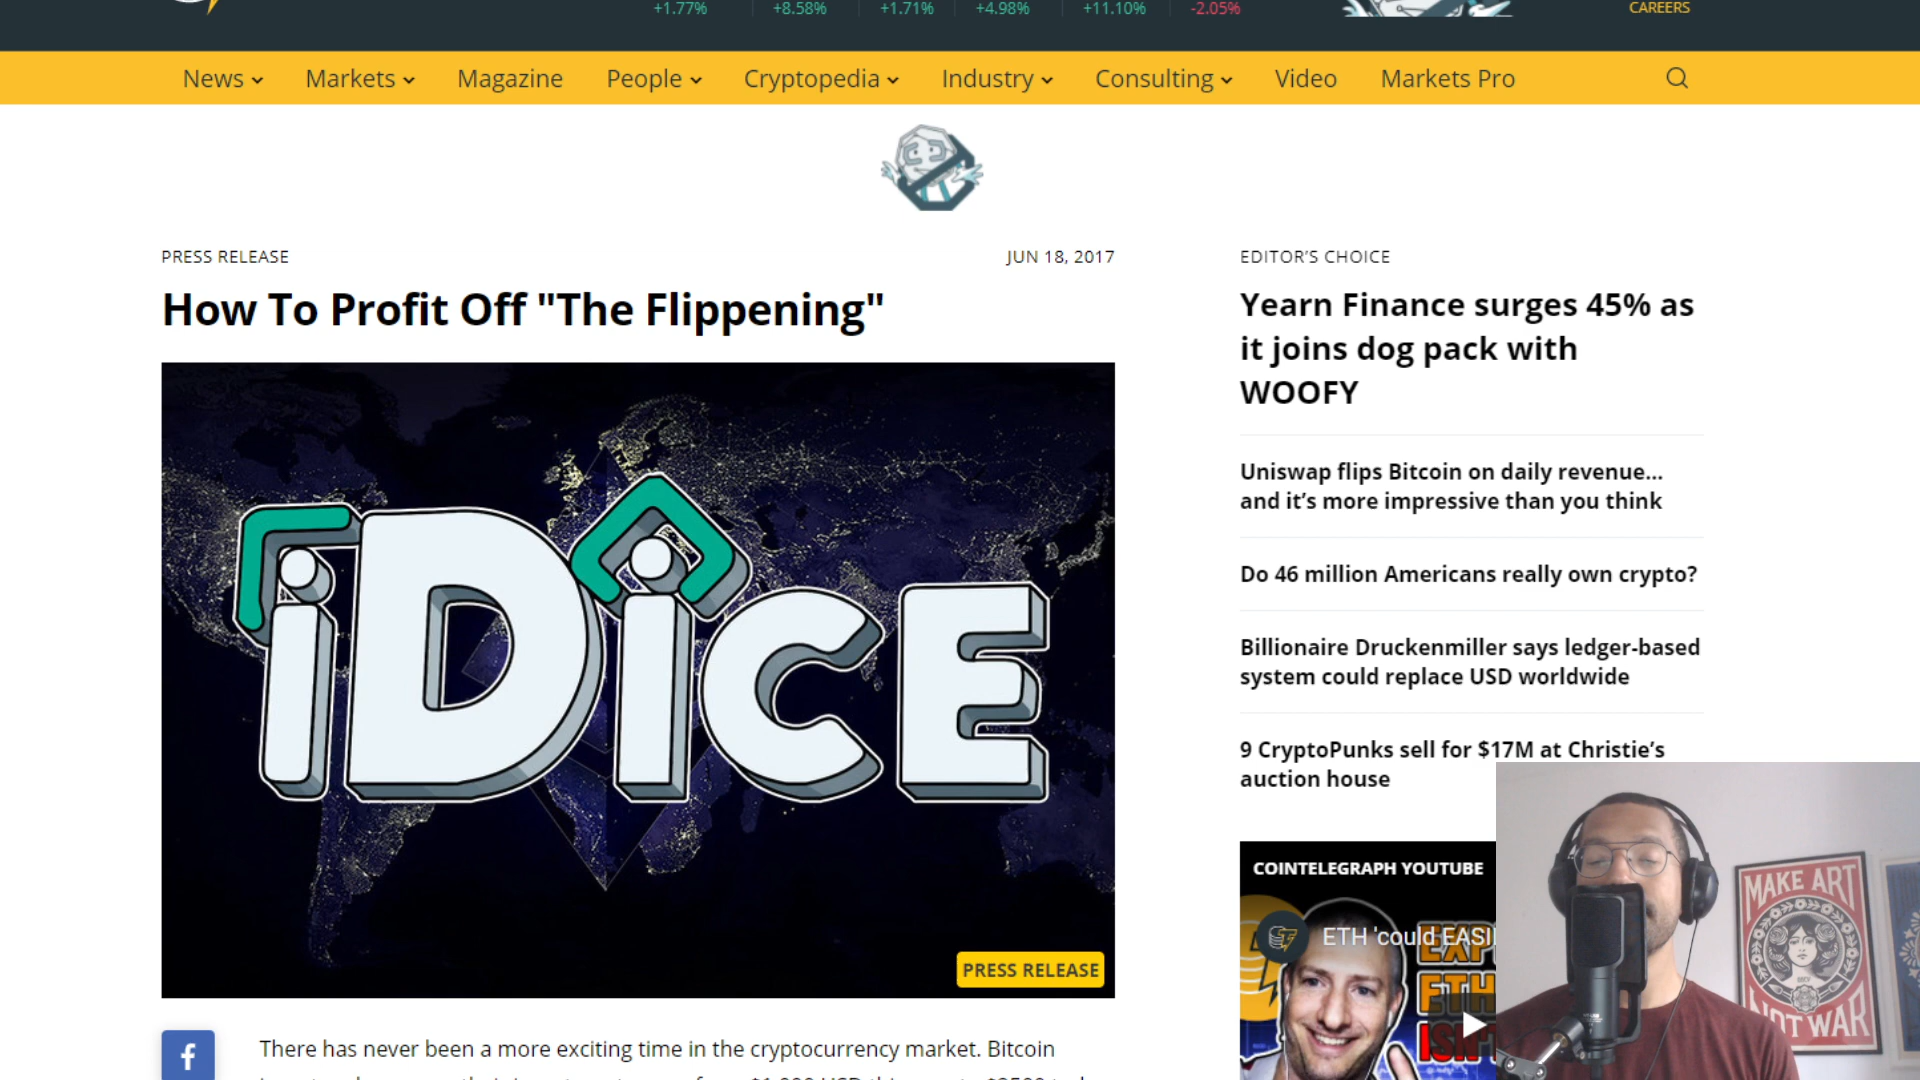 +1.77% +8.58% +1.71% +4.98% +11.10% -2.05% CAREERS
News Markets Magazine People Cryptopedia Industry Consulting Video Markets Pro
PRESS RELEASE JUN 18, 2017
How To Profit Off "The Flippening"
iDiCE
PRESS RELEASE
There has never been a more exciting time in the cryptocurrency market. Bitcoin
EDITOR'S CHOICE
Yearn Finance surges 45% as
it joins dog pack with
WOOFY
Uniswap flips Bitcoin on daily revenue...
and it's more impressive than you think
Do 46 million Americans really own crypto?
Billionaire Druckenmiller says ledger-based
system could replace USD worldwide
9 CryptoPunks sell for $17M at Christie's
auction house
COINTELEGRAPH YOUTUBE
ETH 'could EASI
ETH
MAKE ART
NOT WAR